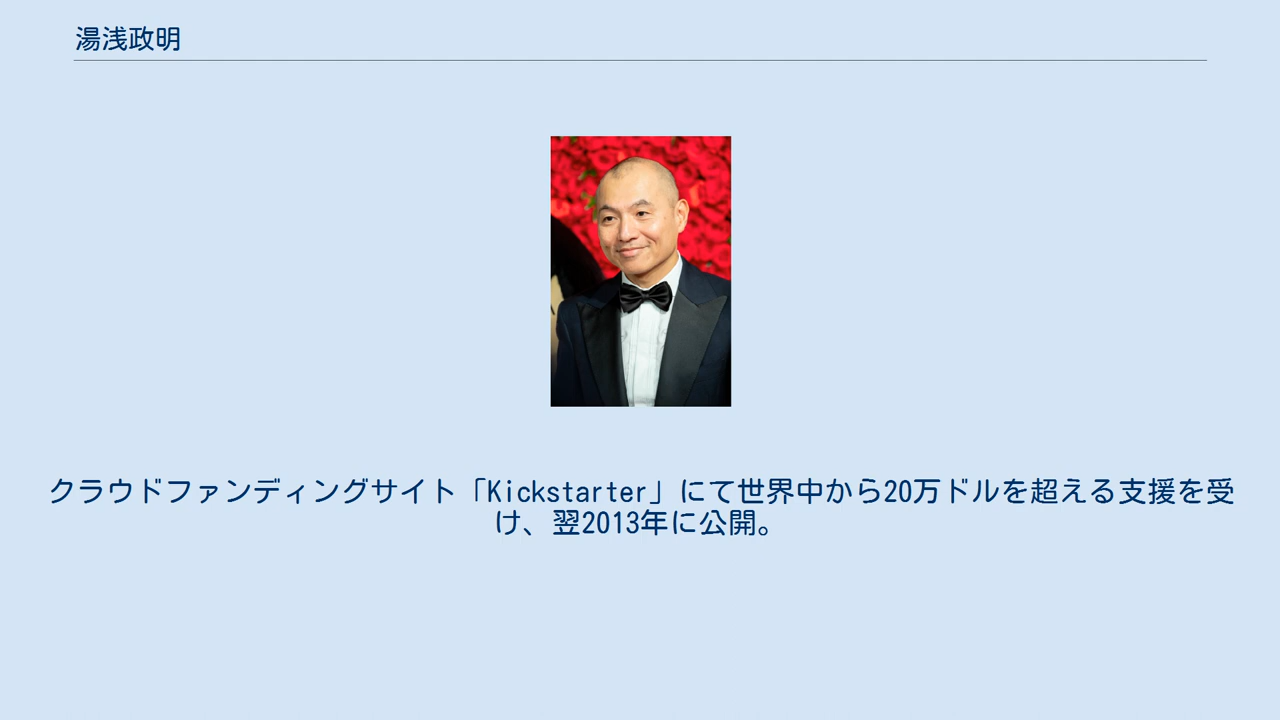 湯浅政明
クラウドファンディングサイト「Kickstarter」にて世界中から20万ドルを超える支援を受
け、翌2013年に公開。